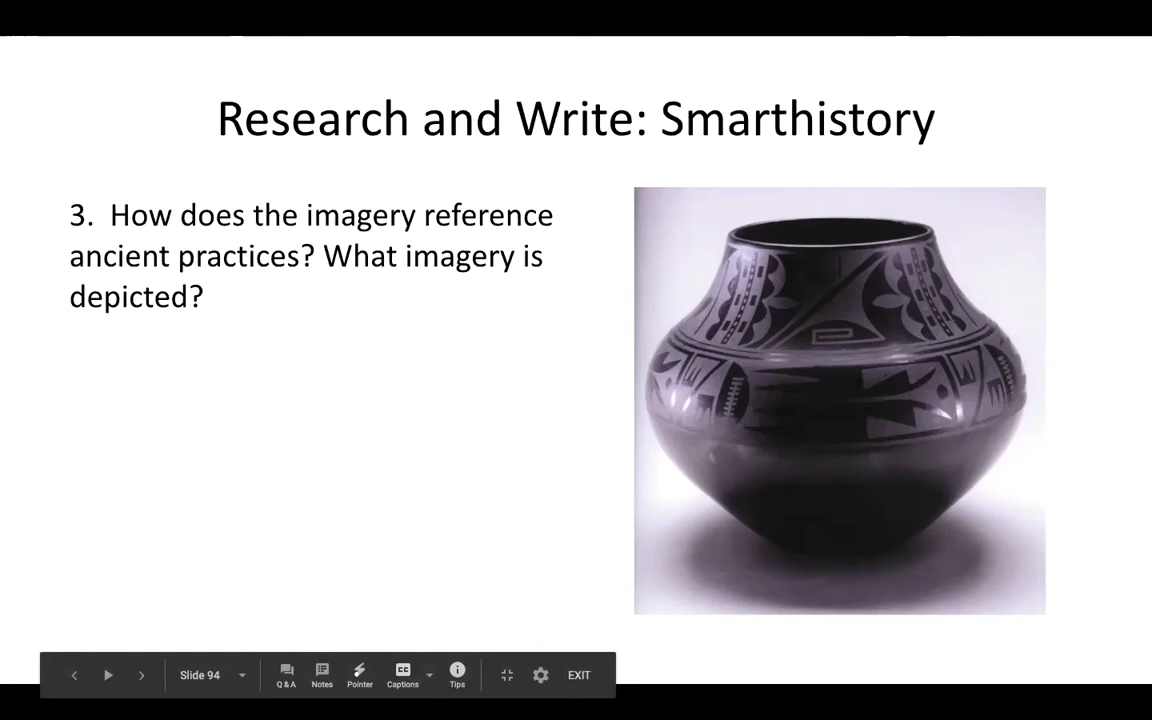 Research and Write: Smarthistory
3. How does the imagery reference
ancient practices? What imagery is
depicted?
Slide 94
Q & A
Notes
Pointer
CC
Captions
Tips
EXIT